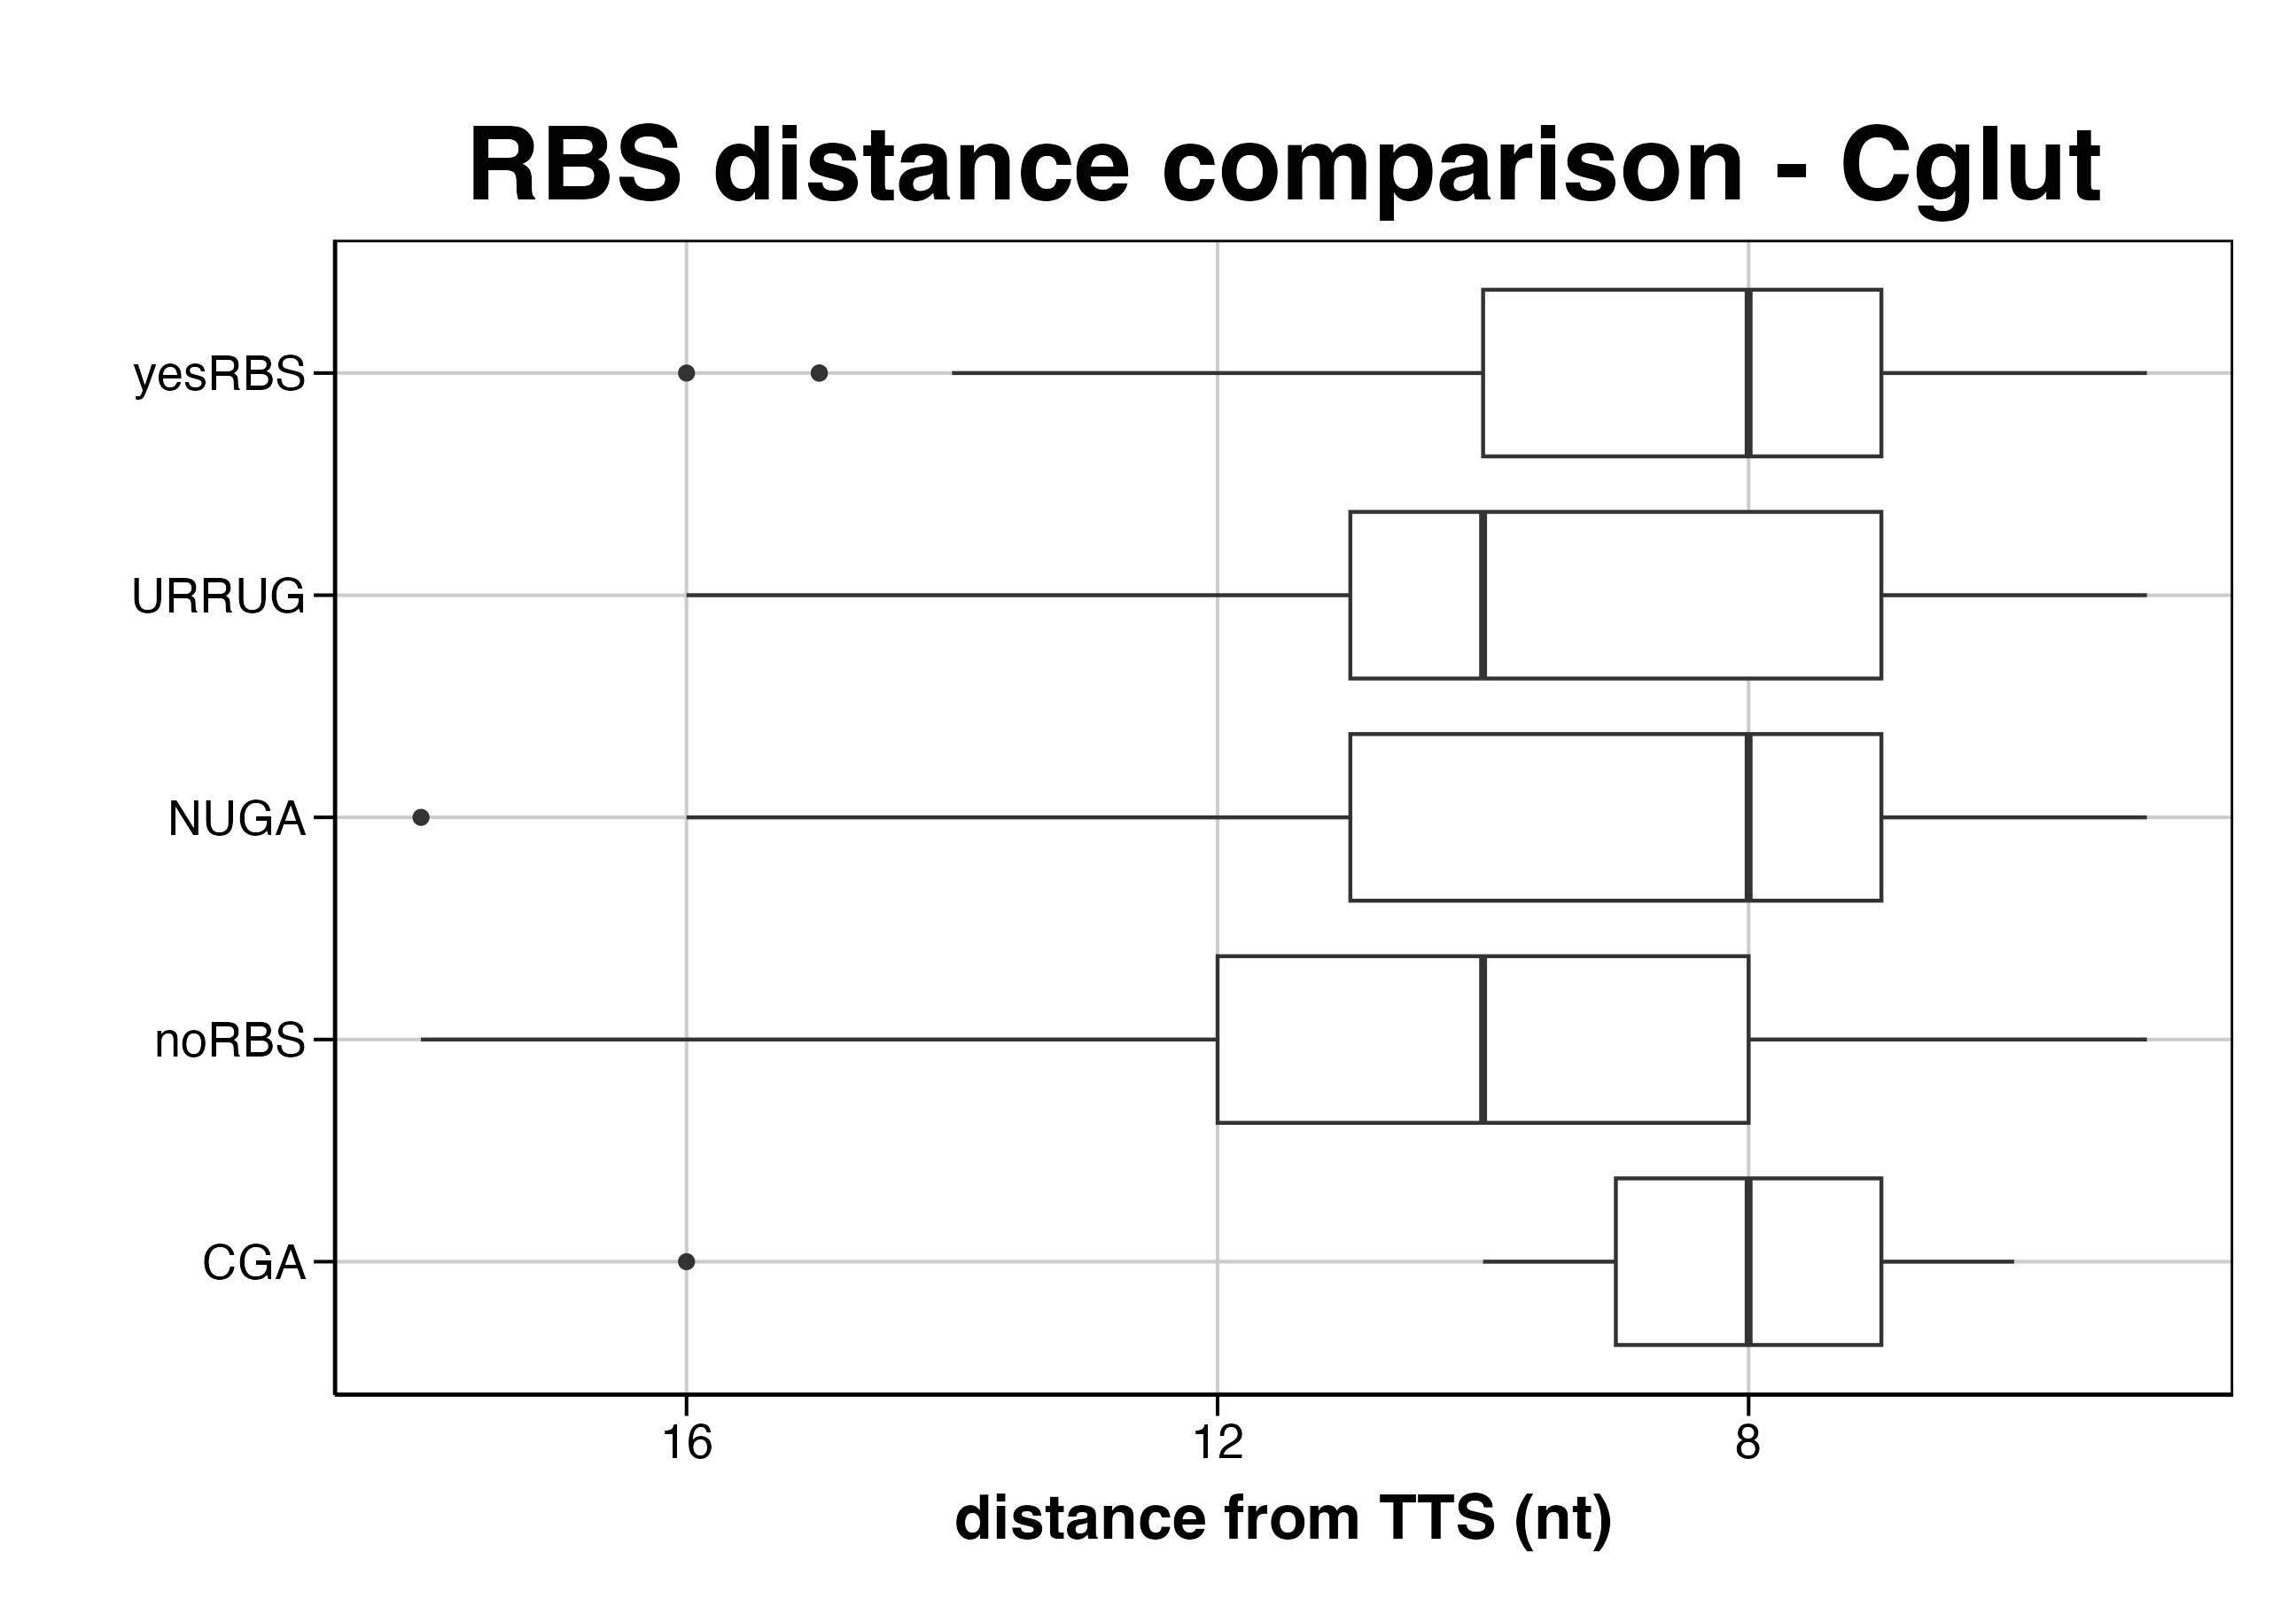 RBS distance comparison - Cglut
yesRBS
URRUG
NUGA
noRBS
CGA
16 12 8
distance from TTS (nt)